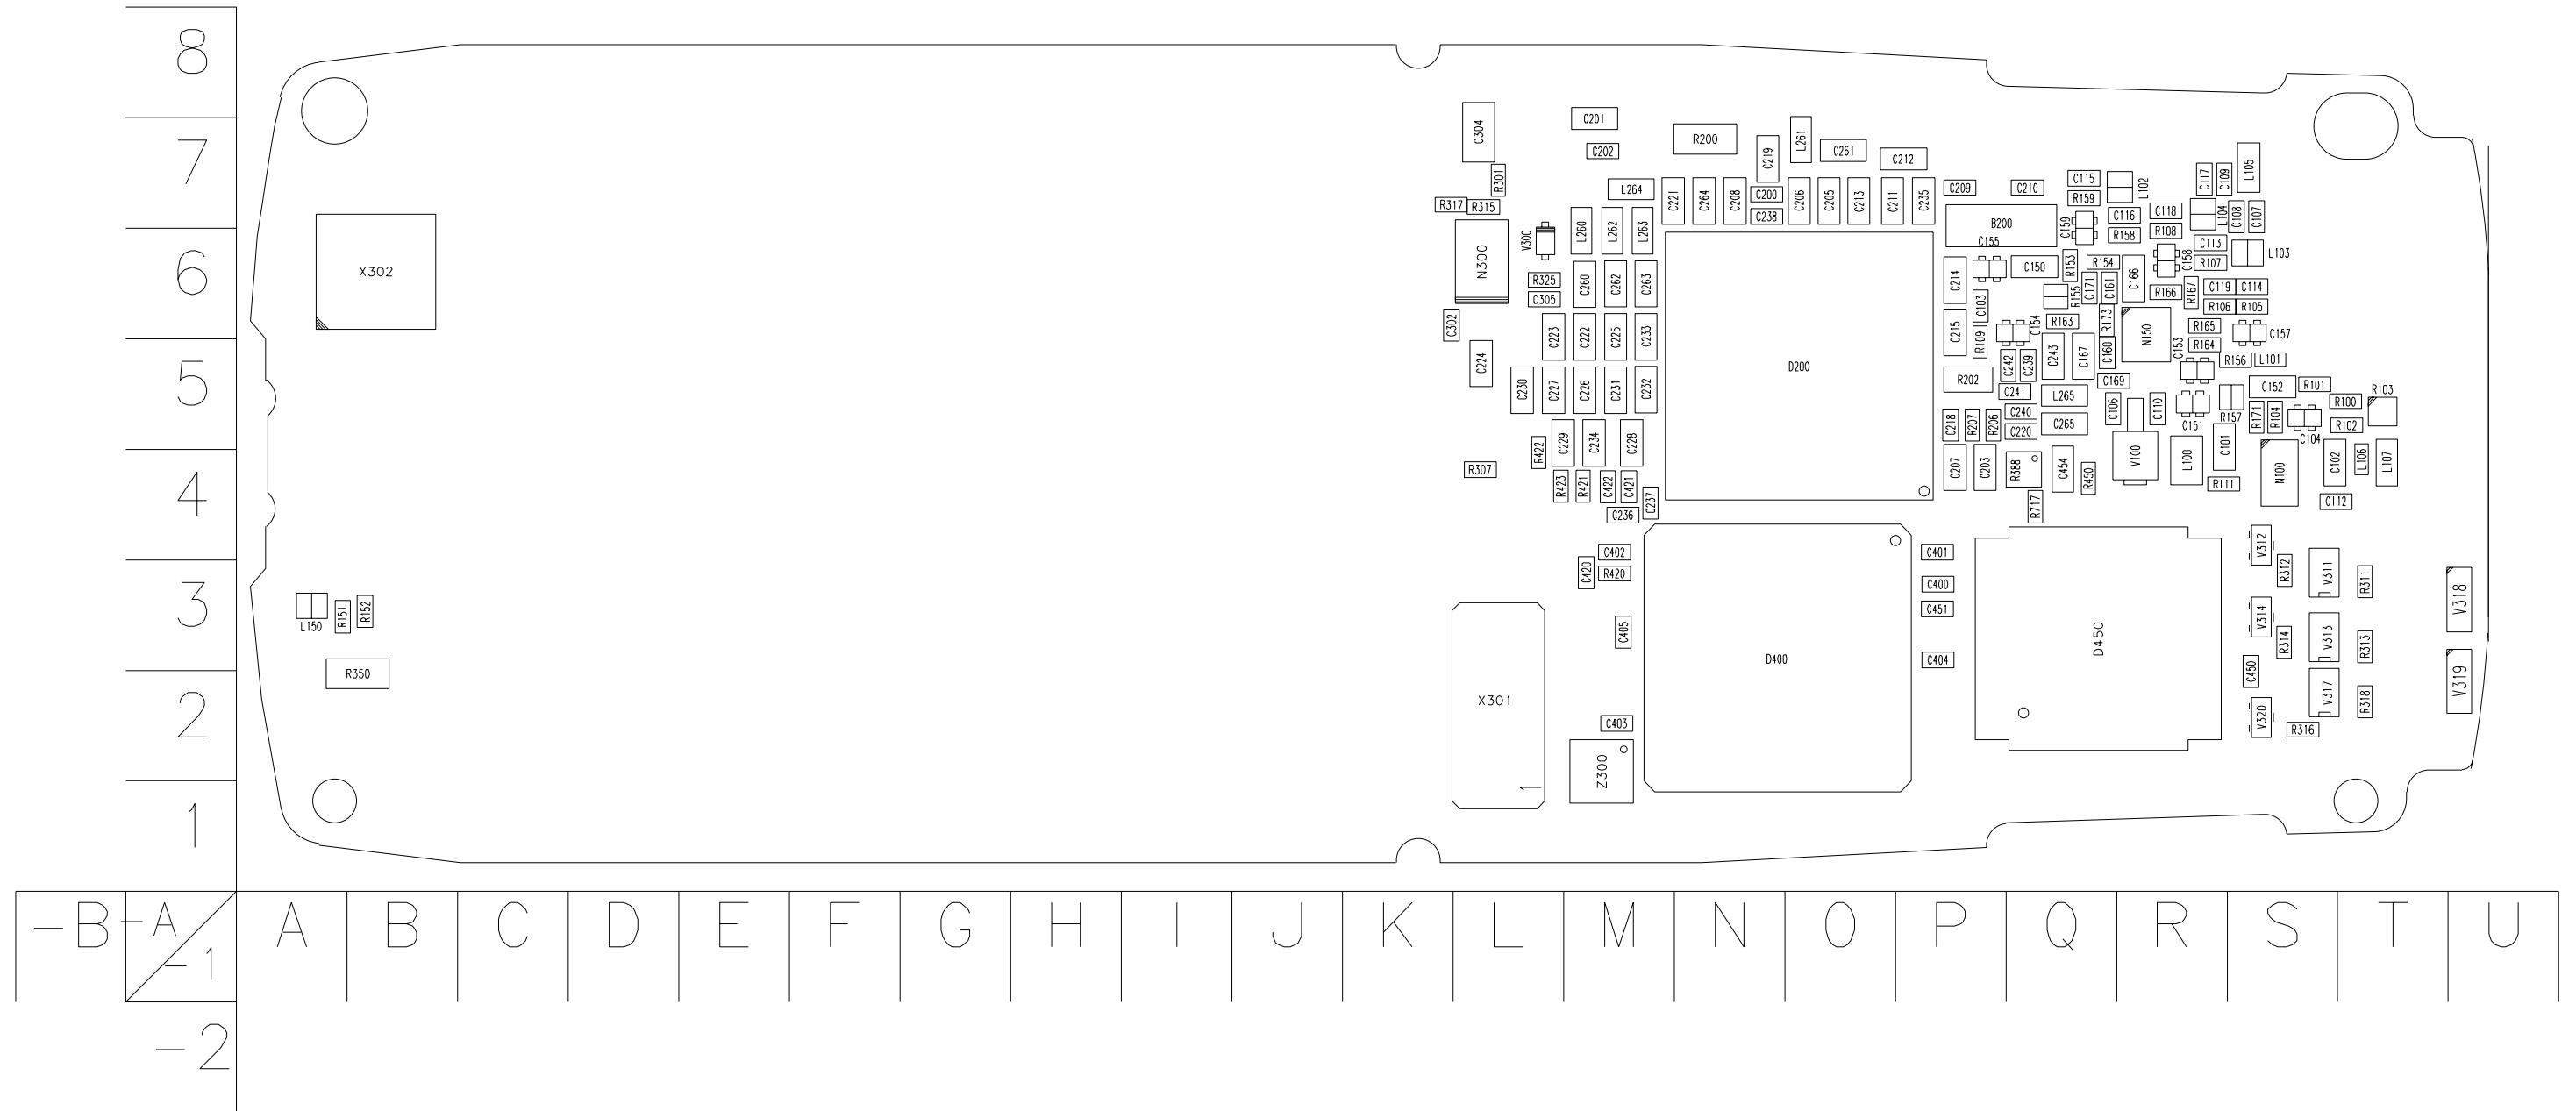 8
C304 C201
7 R200 C219 L261 C261
C202 C212 L105
R301 L264 C221 C264 C208 C200 C206 C205 C213 C211 C235 C209 C210 C115 L102 C117 C109
R317 R315 C238 R159
L260 L262 L263 B200 C159 C116 C118 L104 C108 C107
V300 C155 R158 R108 C113 L103
6 X302 N300 R325 C260 C262 C263 C214 C150 R153 R154 C166 C158 R107
C305 C103 R155 C171 C161 R166 R167 C119 C114
R106 R105
C302 C223 C222 C225 C233 C215 R109 C154 R163 R173 N150 R165 C157
5 C224 D200 C242 C239 C243 C167 C160 C153 R164 R156 L101
C230 C227 C226 C231 C232 R202 C241 L265 C169 C152 R101 R103
C218 R207 R206 C240 C265 C106 C110 R157 R171 R104 R100
C220 C151 C104 R102
R422 C229 C234 C228
4 R307 C207 C203 R388 C454 R450 V100 L100 C101 N100 C102 L106 L107
R423 R421 C422 C421 C237 R717 R111 C112
C236
C402 C401 V312
3 C420 R420 C400 R312 V311 R311 V318
L150 R151 R152 C451 V314
C405 D450 R314 V313 R313
R350 D400 C404 C450 V319
2 X301 V317 R318
C403 V320 R316
Z300
1 1
-B -A A B C D E F G H I J K L M N O P Q R S T U
-1
-2